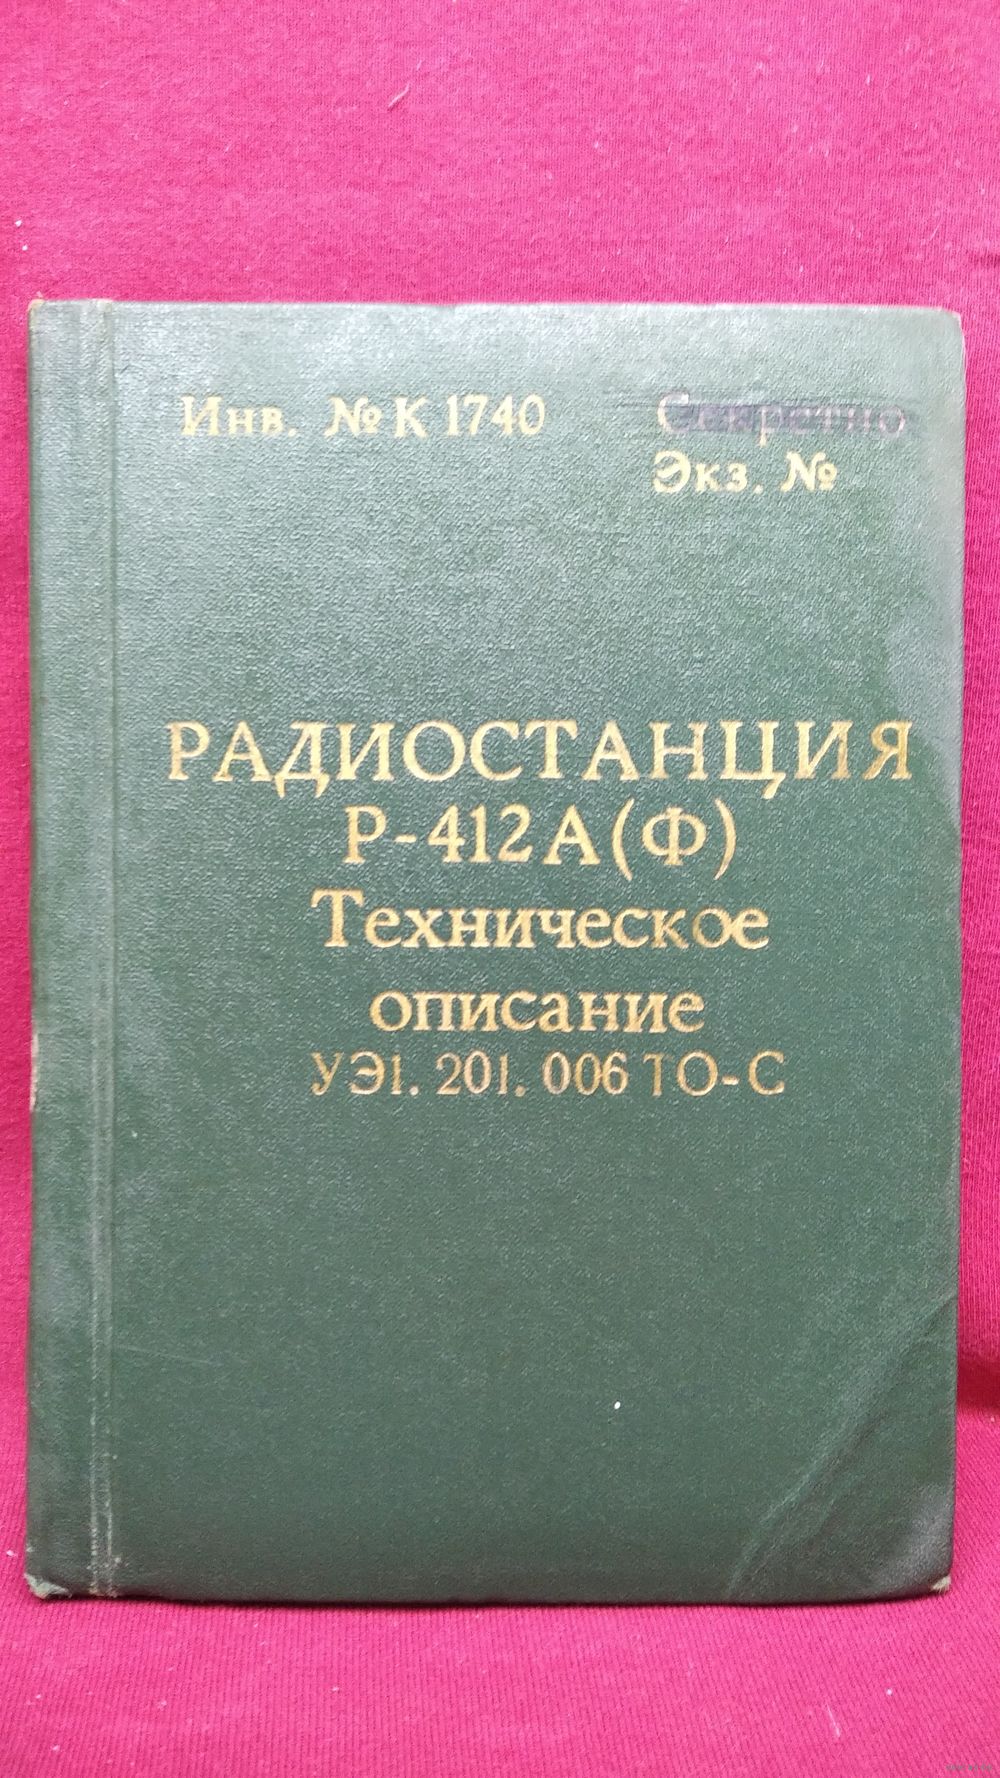 Инв. № К 1740
Секретно
Экз. №
РАДИОСТАНЦИЯ
Р-412А(Ф)
Техническое
описание
УЭ1. 201. 006 ТО-С